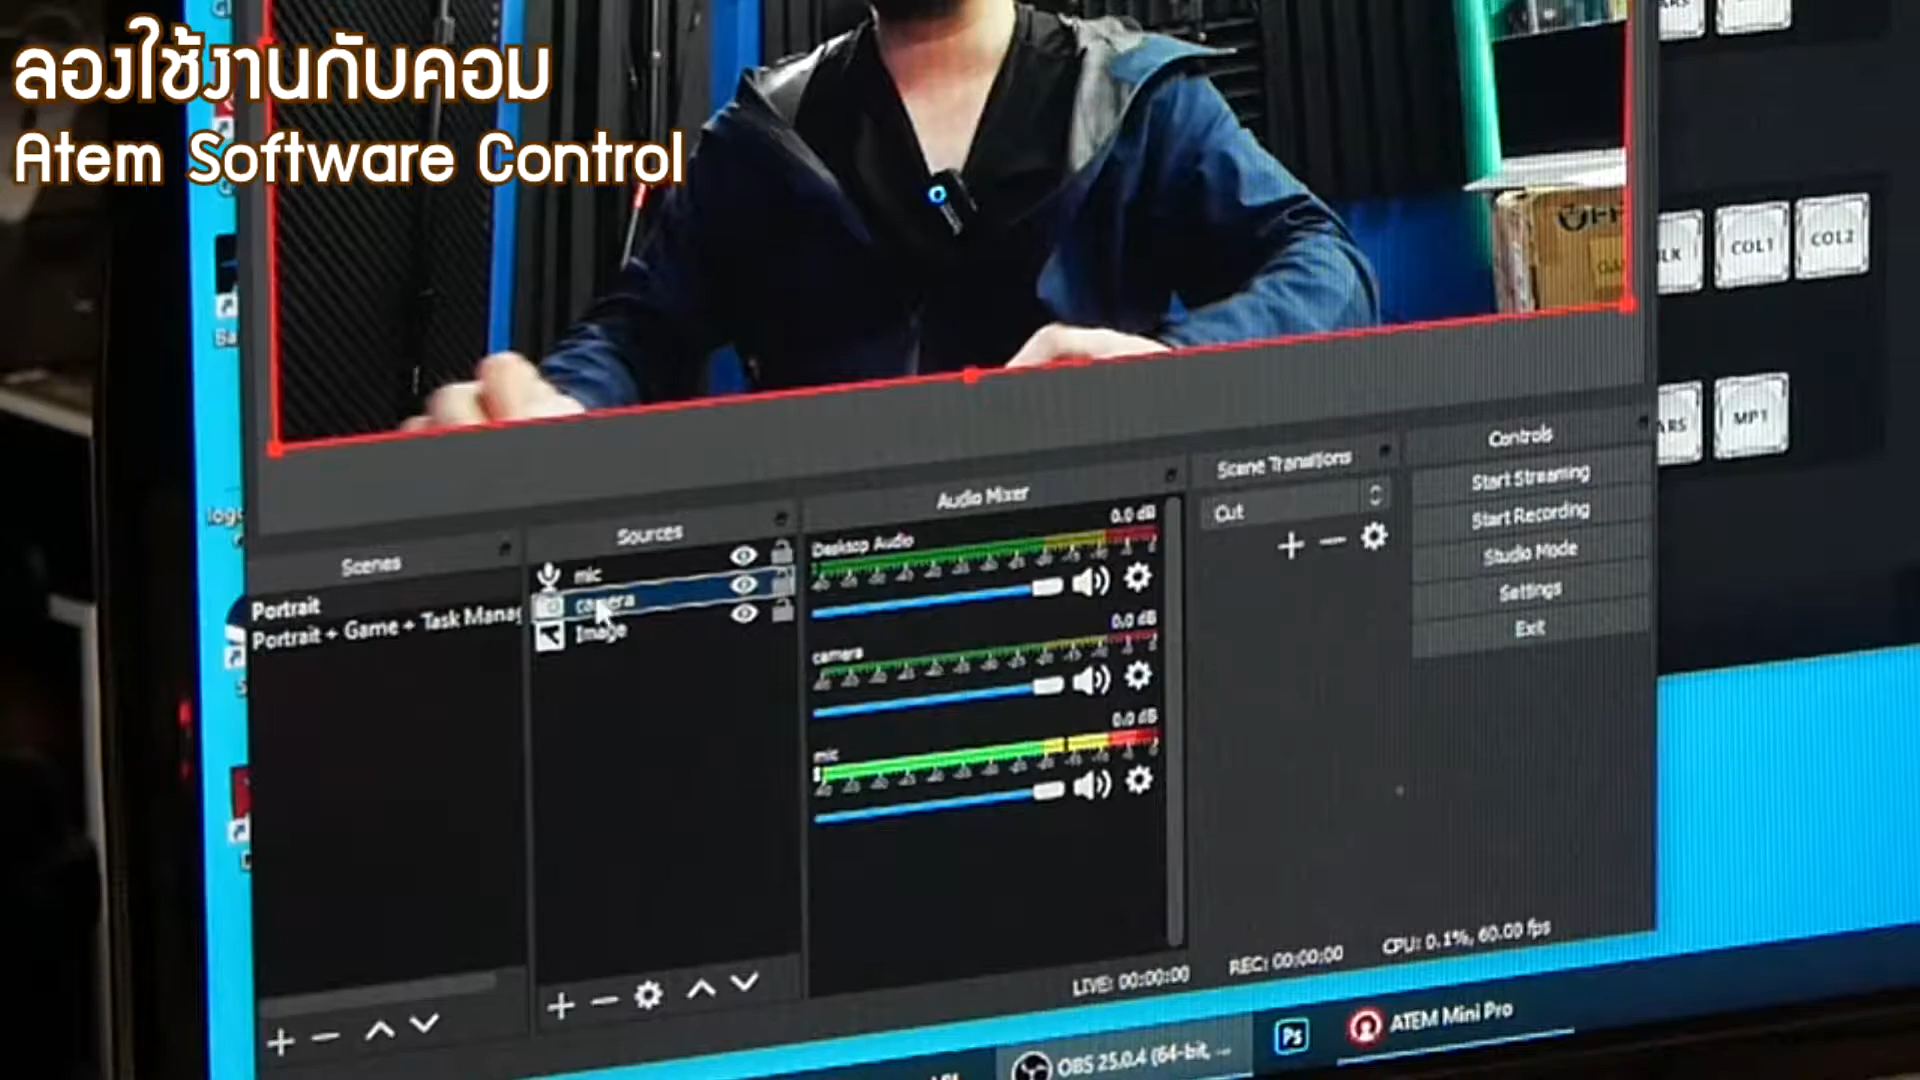 ลองใช้งานกับคอม
Atem Software Control
COL1
COL2
MP1
Controls
Start Streaming
Start Recording
Studio Mode
Settings
Exit
Scene Transitions
Cut
Audio Mixer
Desktop Audio
0.0 dB
camera
0.0 dB
mic
0.0 dB
Sources
mic
camera
Image
Scenes
Portrait
Portrait + Game + Task Manag
LIVE: 00:00:00
REC: 00:00:00
CPU: 0.1%, 60.00 fps
OBS 25.0.4 (64-bit, ...
Ps
ATEM Mini Pro